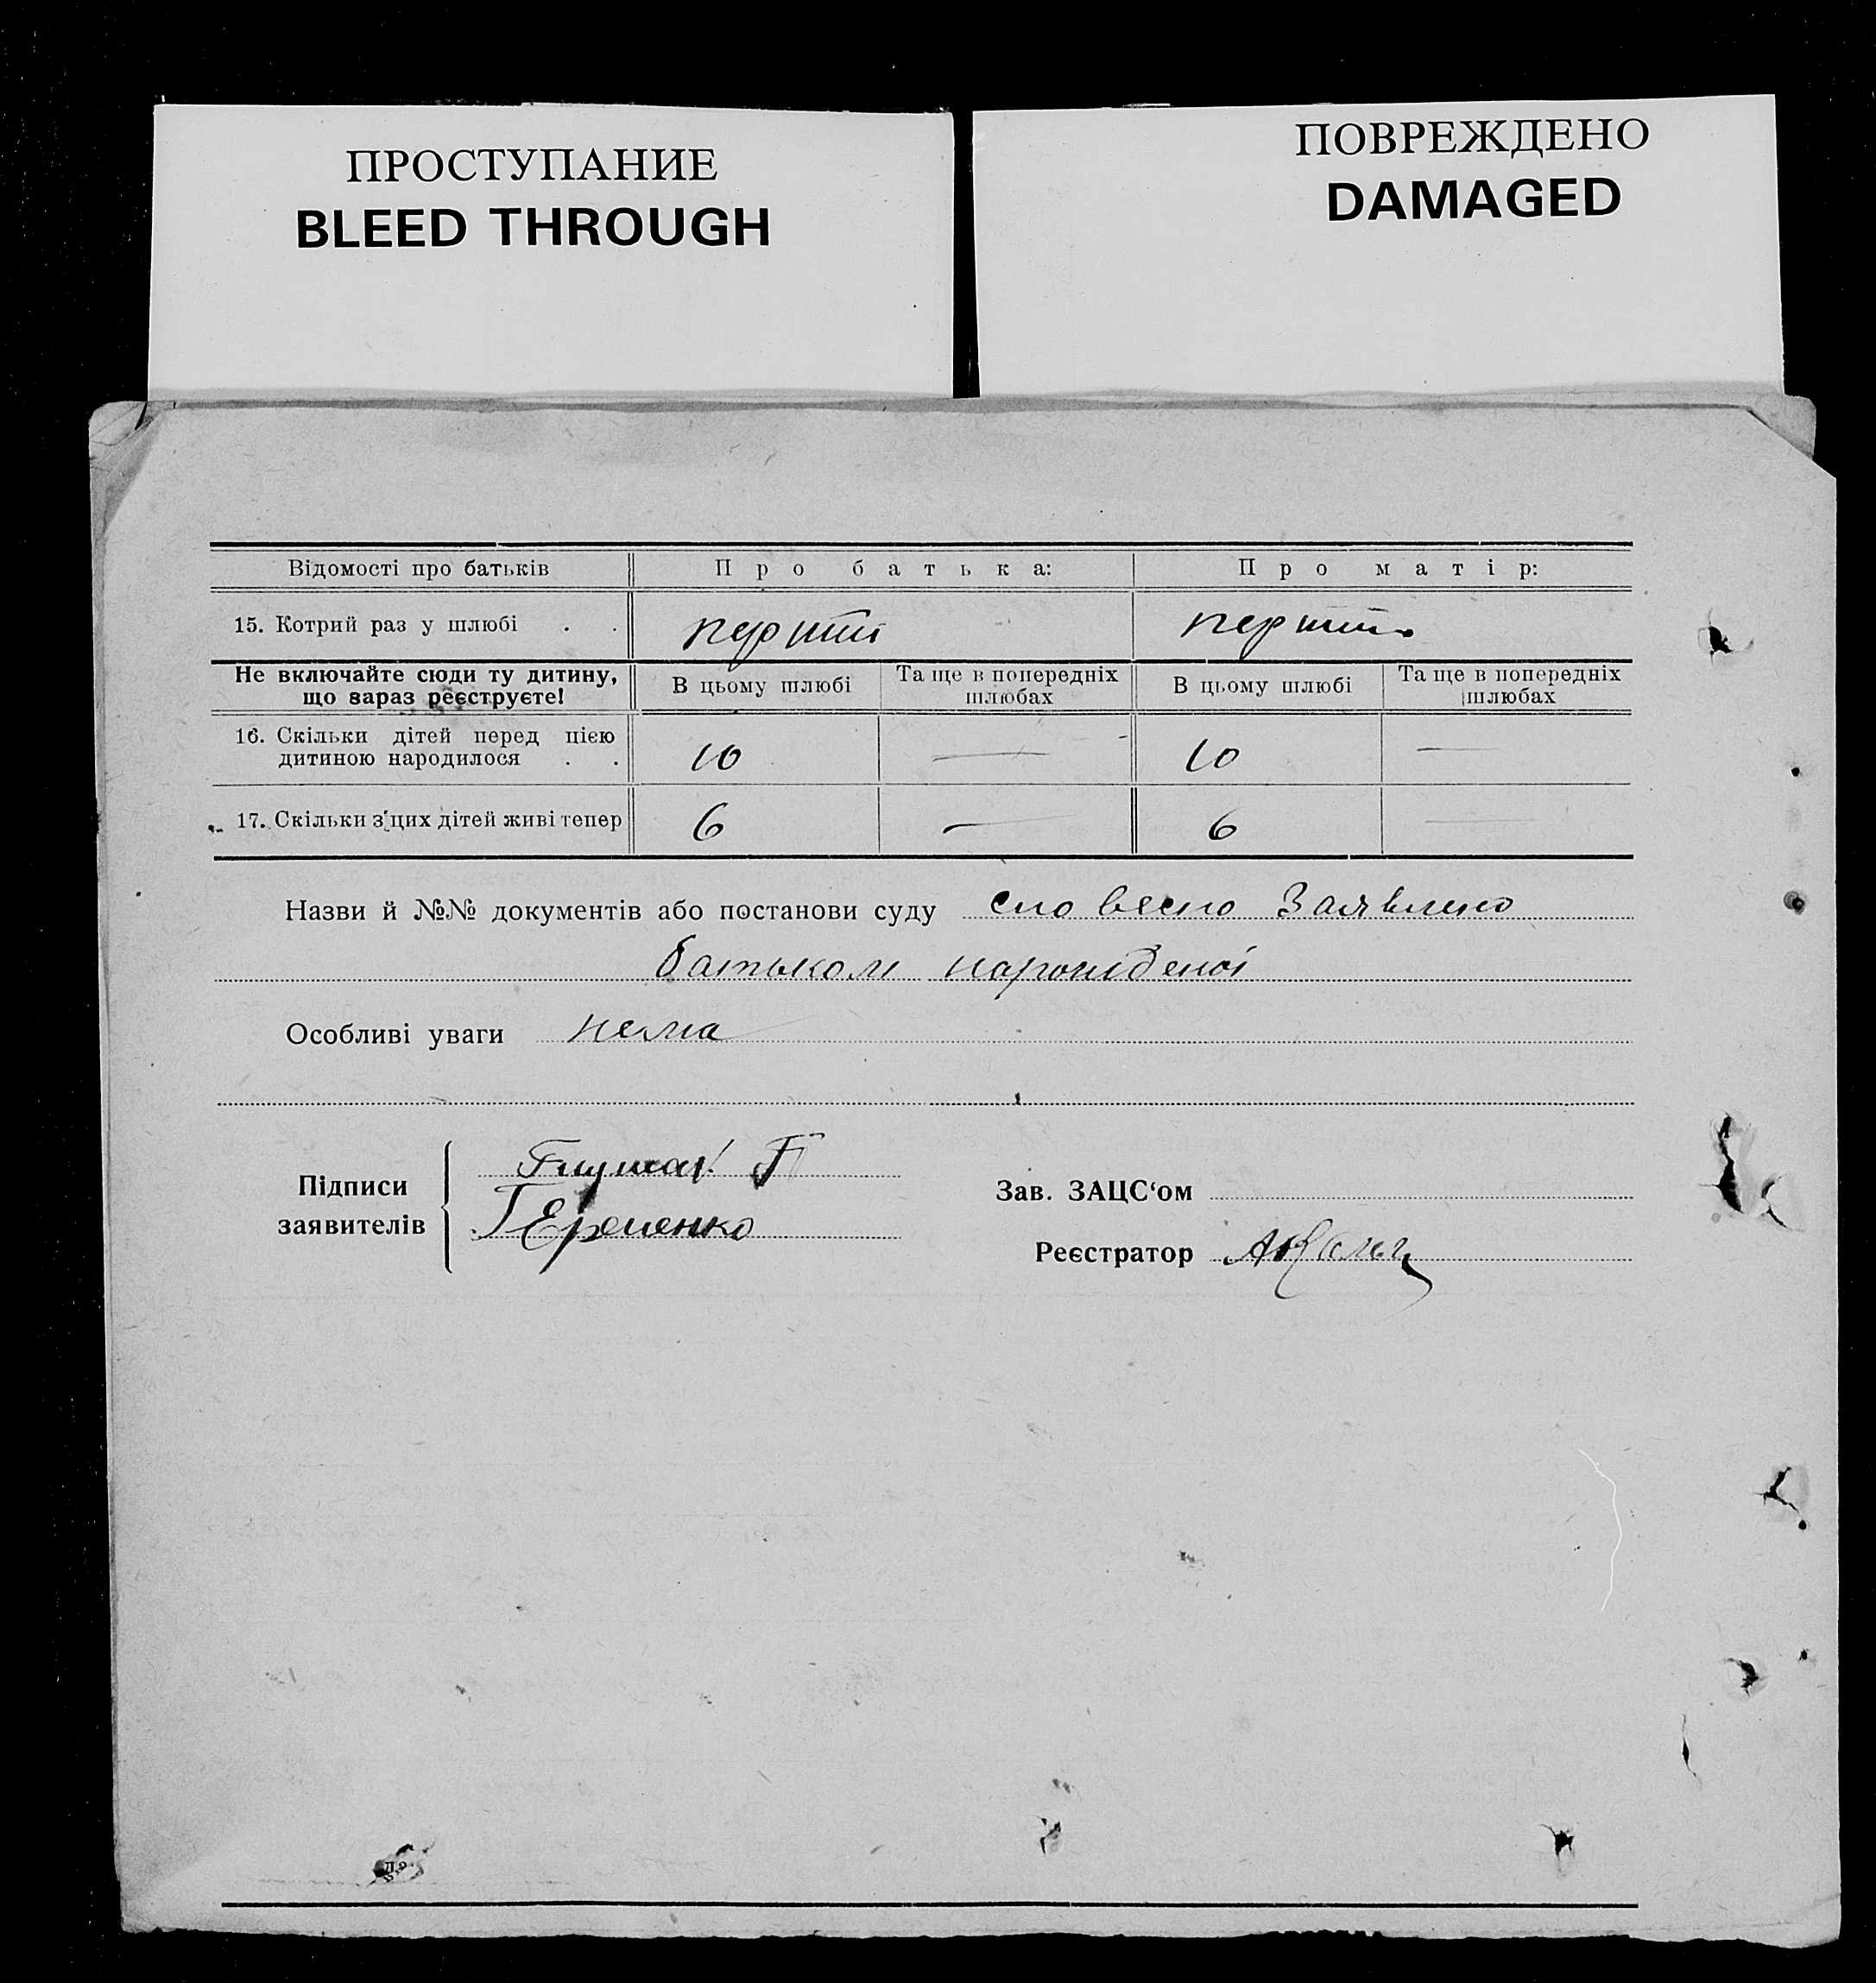 ПРОСТУПАНИЕ
BLEED THROUGH
ПОВРЕЖДЕНО
DAMAGED
Відомості про батьків Про батька: Про матір:
15. Котрий раз у шлюбі . . перший перший
Не включайте сюди ту дитину, що зараз реєструєте! В цьому шлюбі Та ще в попередніх шлюбах В цьому шлюбі Та ще в попередніх шлюбах
16. Скільки дітей перед цією дитиною народилося . . 10 — 10 —
17. Скільки з цих дітей живі тепер 6 — 6 —
Назви й №№ документів або постанови суду словесно Заявлено
батьком народженої
Особливі уваги нема
Підписи заявителів
Єременко
Зав. ЗАЦС‘ом
Реєстратор